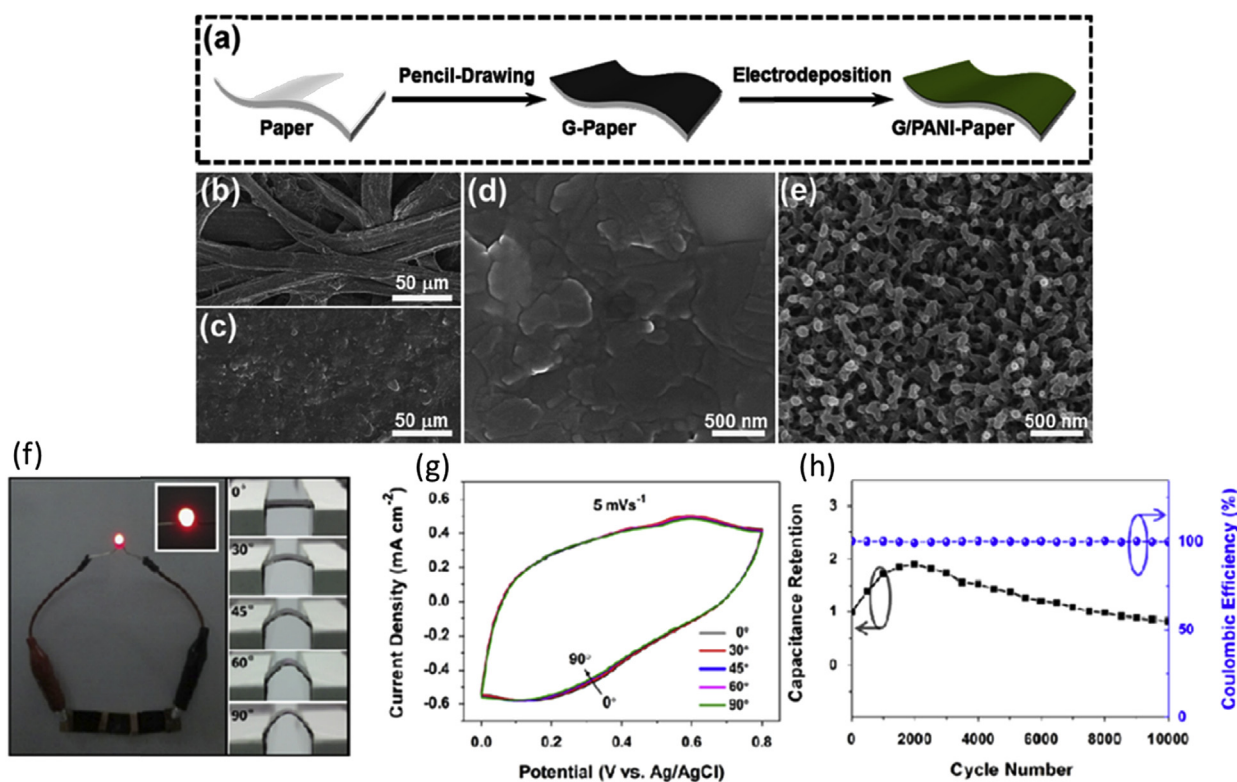 (a)
Pencil-Drawing
Electrodeposition
Paper
G-Paper
G/PANI-Paper
(b)
50 μm
(c)
50 μm
(d)
500 nm
(e)
500 nm
(f)
0°
30°
45°
60°
90°
(g)
5 mVs⁻¹
Current Density (mA cm⁻²)
0.6
0.4
0.2
0.0
-0.2
-0.4
-0.6
90°
0°
0°
30°
45°
60°
90°
0.0 0.2 0.4 0.6 0.8
Potential (V vs. Ag/AgCl)
(h)
Capacitance Retention
3
2
1
0
100
50
0
Coulombic Efficiency (%)
0 2000 4000 6000 8000 10000
Cycle Number